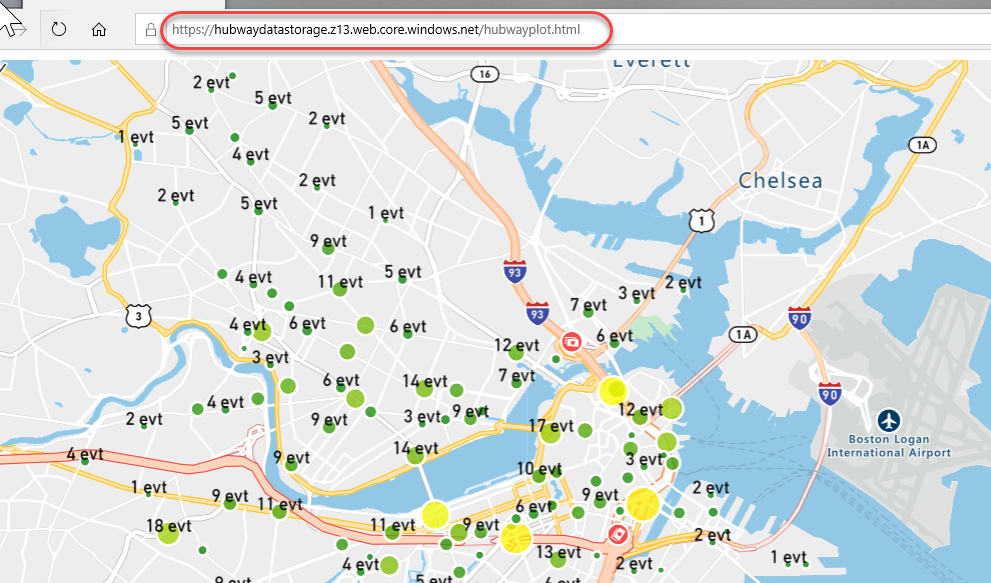 https://hubwaydatastorage.z13.web.core.windows.net/hubwayplot.html
Everett
16
2 evt
5 evt
2 evt
5 evt
1 evt
4 evt
1A
2 evt
Chelsea
2 evt
5 evt
1 evt
1
9 evt
93
5 evt
4 evt
11 evt
2 evt
3 evt
7 evt
93
3
90
4 evt
6 evt
6 evt
6 evt
1A
12 evt
3 evt
7 evt
6 evt
14 evt
90
4 evt
3 evt
9 evt
12 evt
2 evt
9 evt
17 evt
Boston Logan
International Airport
14 evt
4 evt
9 evt
3 evt
10 evt
1 evt
2 evt
9 evt
9 evt
11 evt
6 evt
18 evt
11 evt
9 evt
2 evt
13 evt
1 evt
4 evt
2 evt
5 evt
9 evt
6 evt